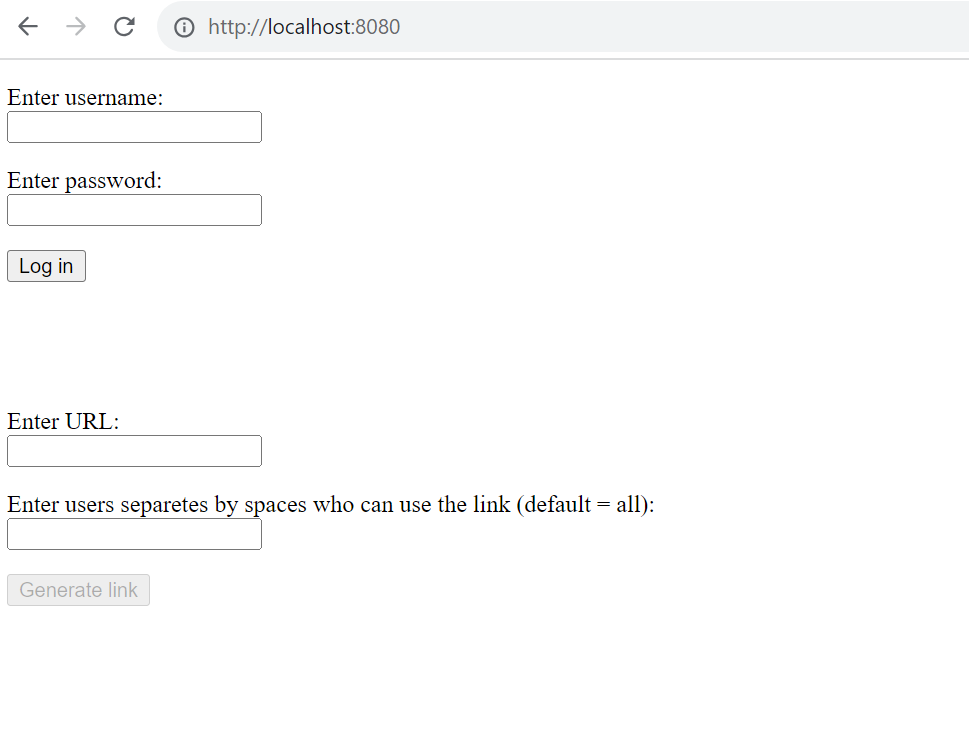 http://localhost:8080
Enter username:
Enter password:
Log in
Enter URL:
Enter users separetes by spaces who can use the link (default = all):
Generate link